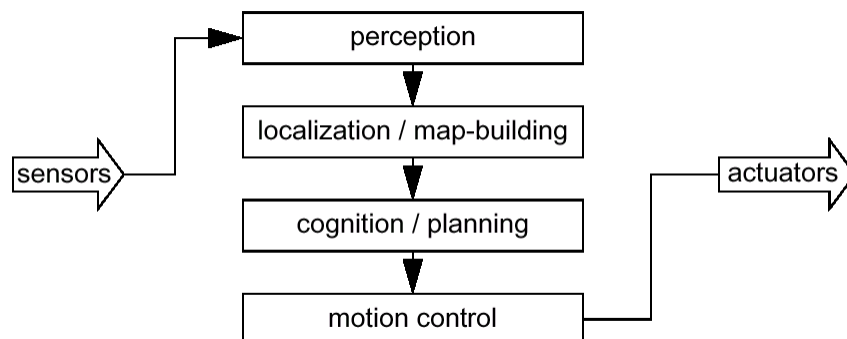 perception
localization / map-building
sensors
actuators
cognition / planning
motion control